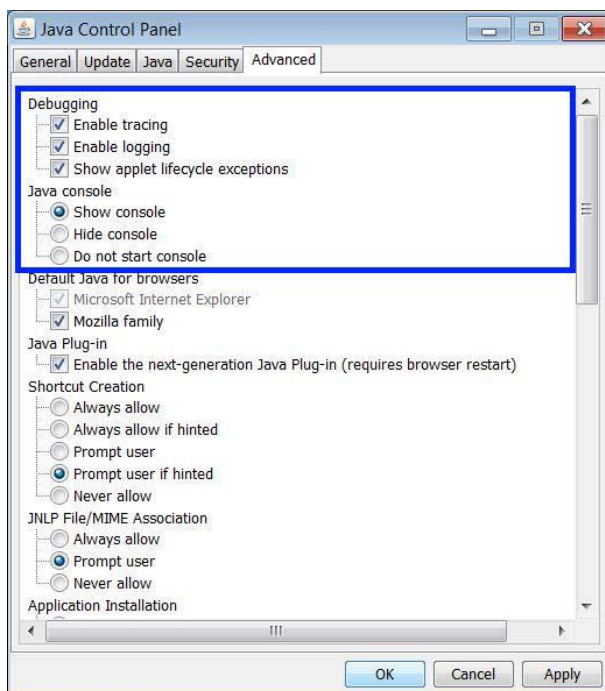 Java Control Panel
General Update Java Security Advanced
Debugging
Enable tracing
Enable logging
Show applet lifecycle exceptions
Java console
Show console
Hide console
Do not start console
Default Java for browsers
Microsoft Internet Explorer
Mozilla family
Java Plug-in
Enable the next-generation Java Plug-in (requires browser restart)
Shortcut Creation
Always allow
Always allow if hinted
Prompt user
Prompt user if hinted
Never allow
JNLP File/MIME Association
Always allow
Prompt user
Never allow
Application Installation
OK Cancel Apply